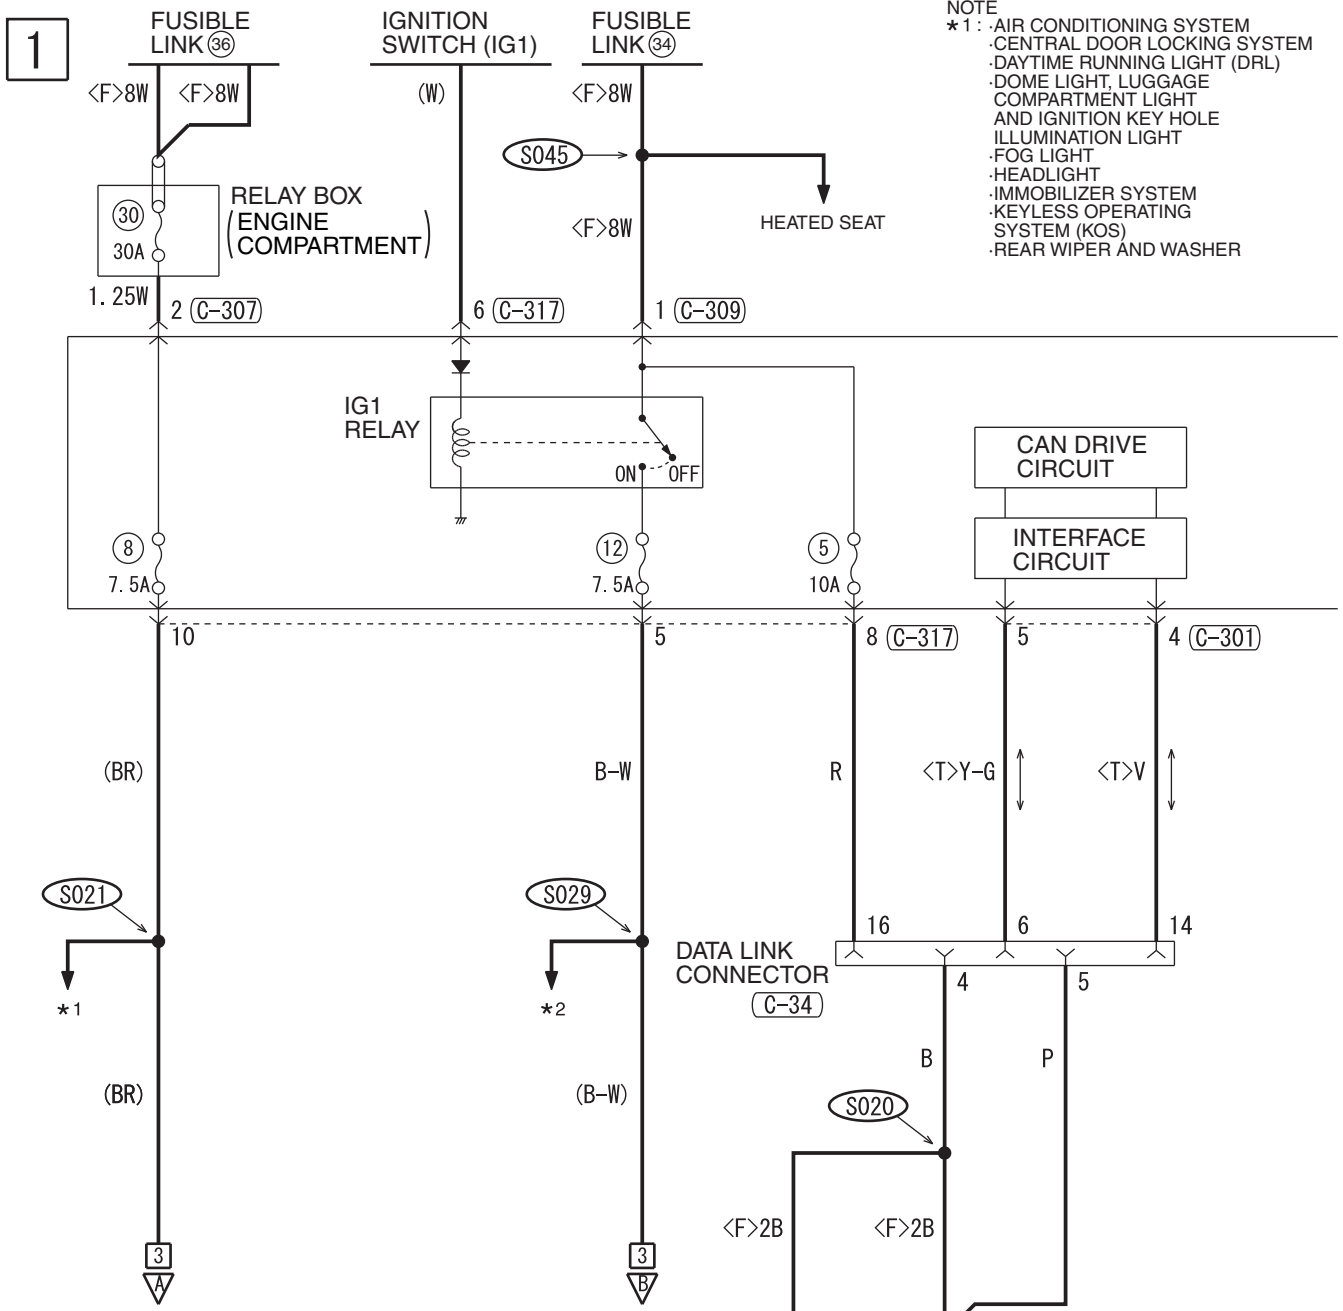 1
FUSIBLE
LINK 36
IGNITION
SWITCH (IG1)
FUSIBLE
LINK 34
NOTE
*1 : ·AIR CONDITIONING SYSTEM
·CENTRAL DOOR LOCKING SYSTEM
·DAYTIME RUNNING LIGHT (DRL)
·DOME LIGHT, LUGGAGE
COMPARTMENT LIGHT
AND IGNITION KEY HOLE
ILLUMINATION LIGHT
·FOG LIGHT
·HEADLIGHT
·IMMOBILIZER SYSTEM
·KEYLESS OPERATING
SYSTEM (KOS)
·REAR WIPER AND WASHER
<F>8W
<F>8W
(W)
<F>8W
S045
HEATED SEAT
<F>8W
30
30A
RELAY BOX
(ENGINE
COMPARTMENT)
1.25W
2 (C-307)
6 (C-317)
1 (C-309)
IG1
RELAY
ON
OFF
CAN DRIVE
CIRCUIT
INTERFACE
CIRCUIT
8
7.5A
12
7.5A
5
10A
10
5
8 (C-317)
5
4 (C-301)
(BR)
B-W
R
<T>Y-G
<T>V
S021
S029
*1
*2
16
6
14
DATA LINK
CONNECTOR
(C-34)
4
5
(BR)
(B-W)
B
P
S020
<F>2B
<F>2B
3
A
3
B